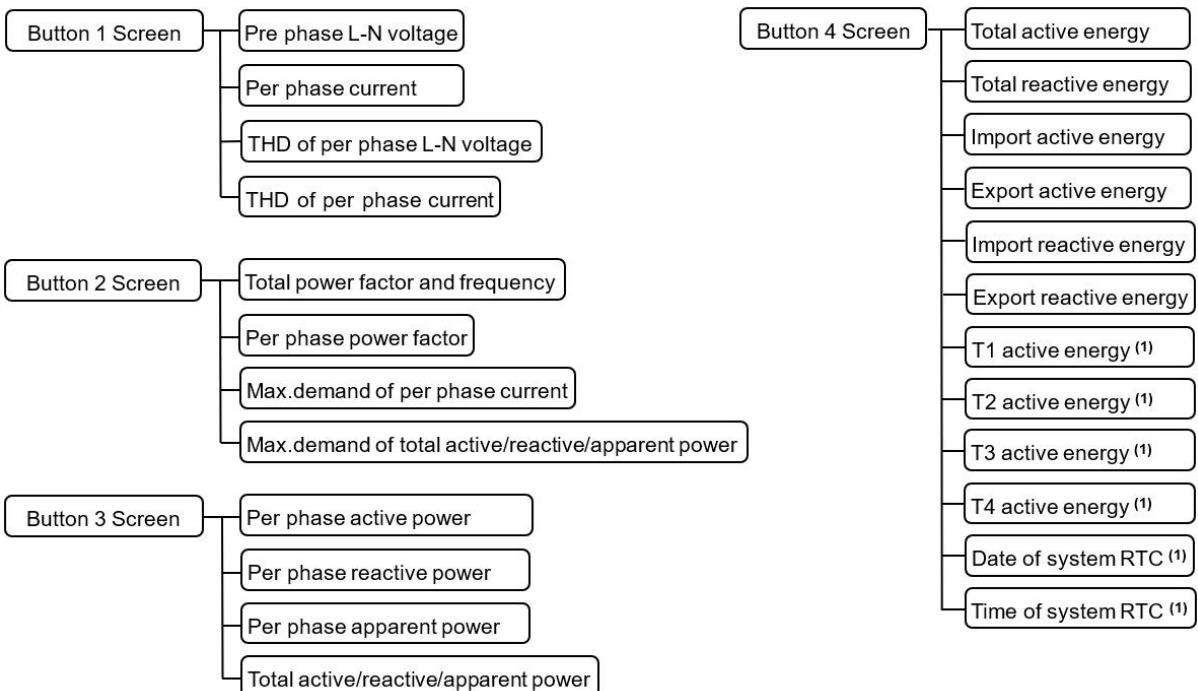 Button 1 Screen
Pre phase L-N voltage
Per phase current
THD of per phase L-N voltage
THD of per phase current
Button 2 Screen
Total power factor and frequency
Per phase power factor
Max.demand of per phase current
Max.demand of total active/reactive/apparent power
Button 3 Screen
Per phase active power
Per phase reactive power
Per phase apparent power
Total active/reactive/apparent power
Button 4 Screen
Total active energy
Total reactive energy
Import active energy
Export active energy
Import reactive energy
Export reactive energy
T1 active energy (1)
T2 active energy (1)
T3 active energy (1)
T4 active energy (1)
Date of system RTC (1)
Time of system RTC (1)